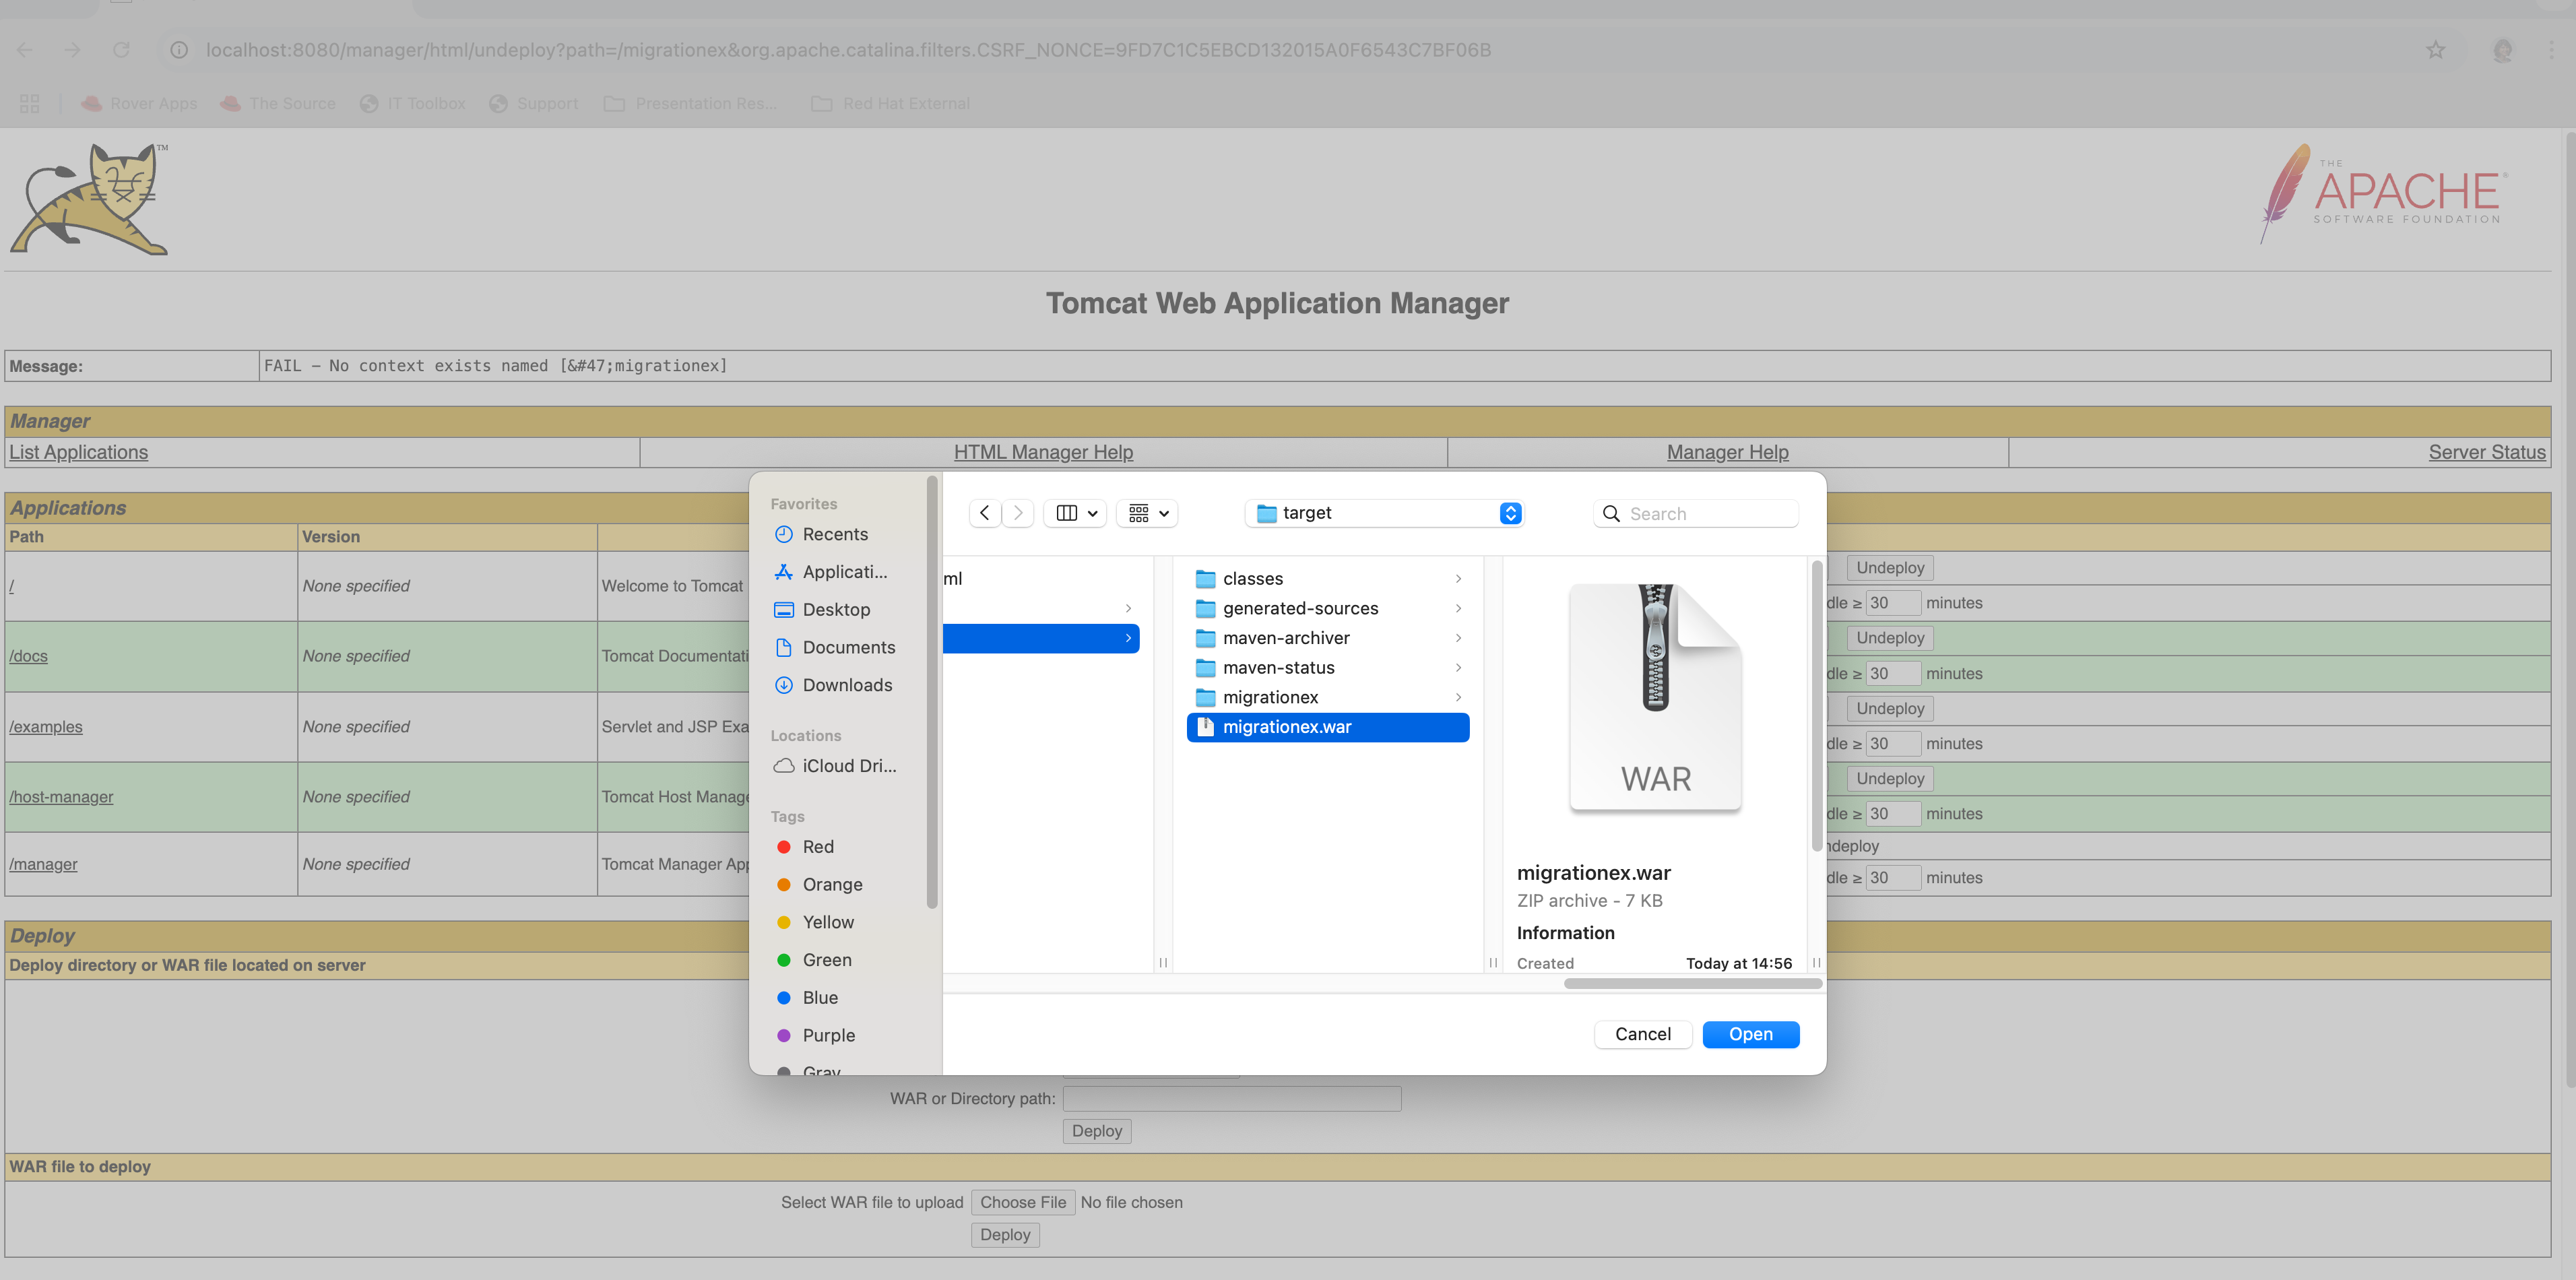 localhost:8080/manager/html/undeploy?path=/migrationex&org.apache.catalina.filters.CSRF_NONCE=9FD7C1C5EBCD132015A0F6543C7BF06B
Rover Apps The Source IT Toolbox Support Presentation Res... Red Hat External
TM
THE
APACHE®
SOFTWARE FOUNDATION
Tomcat Web Application Manager
Message: FAIL – No context exists named [&#47;migrationex]
Manager
List Applications HTML Manager Help Manager Help Server Status
Applications
Path Version
/ None specified Welcome to Tomcat Undeploy
dle ≥ 30 minutes
/docs None specified Tomcat Documentati Undeploy
dle ≥ 30 minutes
/examples None specified Servlet and JSP Exa Undeploy
dle ≥ 30 minutes
/host-manager None specified Tomcat Host Manage Undeploy
dle ≥ 30 minutes
/manager None specified Tomcat Manager App ndeploy
dle ≥ 30 minutes
Deploy
Deploy directory or WAR file located on server
WAR or Directory path:
Deploy
WAR file to deploy
Select WAR file to upload Choose File No file chosen
Deploy
Favorites
Recents
Applicati...
Desktop
Documents
Downloads
Locations
iCloud Dri...
Tags
Red
Orange
Yellow
Green
Blue
Purple
Gray
target
Search
ml
classes
generated-sources
maven-archiver
maven-status
migrationex
migrationex.war
WAR
migrationex.war
ZIP archive - 7 KB
Information
Created Today at 14:56
Cancel Open